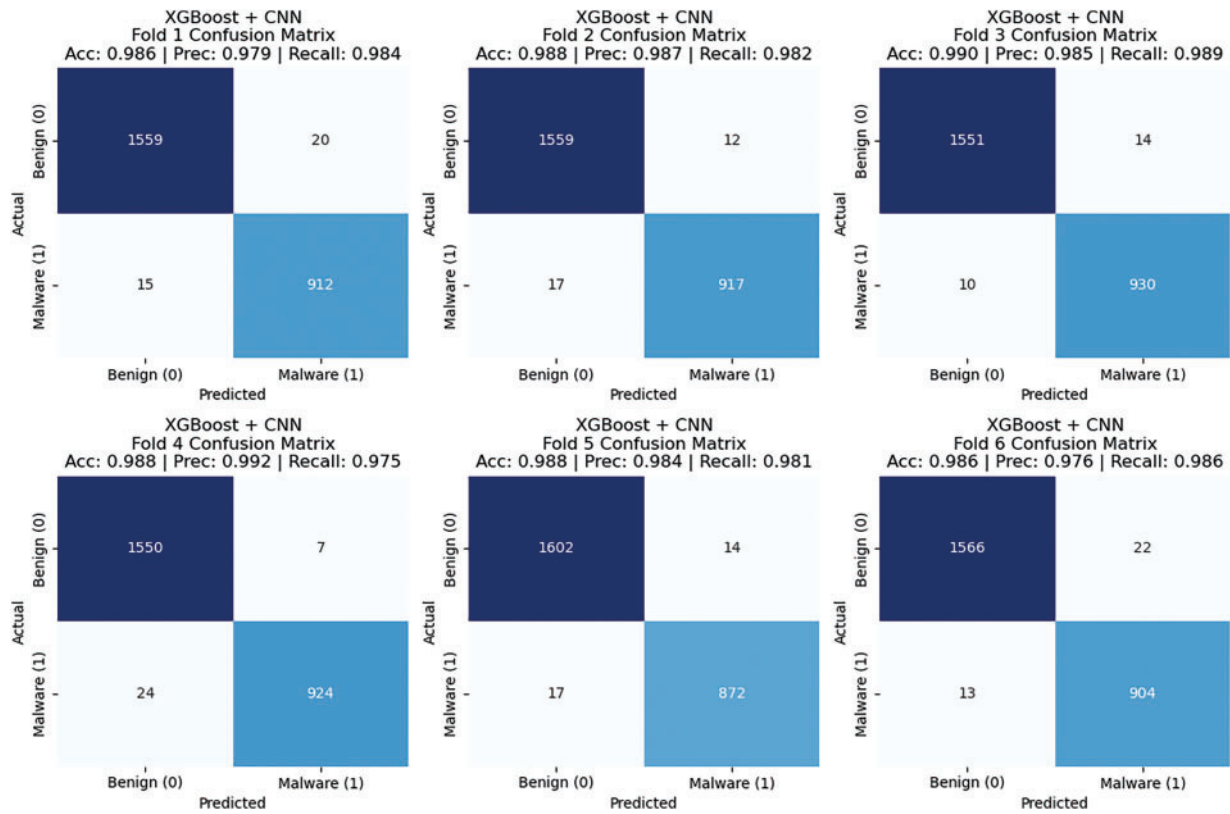 XGBoost + CNN
Fold 1 Confusion Matrix
Acc: 0.986 | Prec: 0.979 | Recall: 0.984
Actual
Benign (0)
1559
20
Malware (1)
15
912
Benign (0)
Malware (1)
Predicted
XGBoost + CNN
Fold 2 Confusion Matrix
Acc: 0.988 | Prec: 0.987 | Recall: 0.982
Actual
Benign (0)
1559
12
Malware (1)
17
917
Benign (0)
Malware (1)
Predicted
XGBoost + CNN
Fold 3 Confusion Matrix
Acc: 0.990 | Prec: 0.985 | Recall: 0.989
Actual
Benign (0)
1551
14
Malware (1)
10
930
Benign (0)
Malware (1)
Predicted
XGBoost + CNN
Fold 4 Confusion Matrix
Acc: 0.988 | Prec: 0.992 | Recall: 0.975
Actual
Benign (0)
1550
7
Malware (1)
24
924
Benign (0)
Malware (1)
Predicted
XGBoost + CNN
Fold 5 Confusion Matrix
Acc: 0.988 | Prec: 0.984 | Recall: 0.981
Actual
Benign (0)
1602
14
Malware (1)
17
872
Benign (0)
Malware (1)
Predicted
XGBoost + CNN
Fold 6 Confusion Matrix
Acc: 0.986 | Prec: 0.976 | Recall: 0.986
Actual
Benign (0)
1566
22
Malware (1)
13
904
Benign (0)
Malware (1)
Predicted